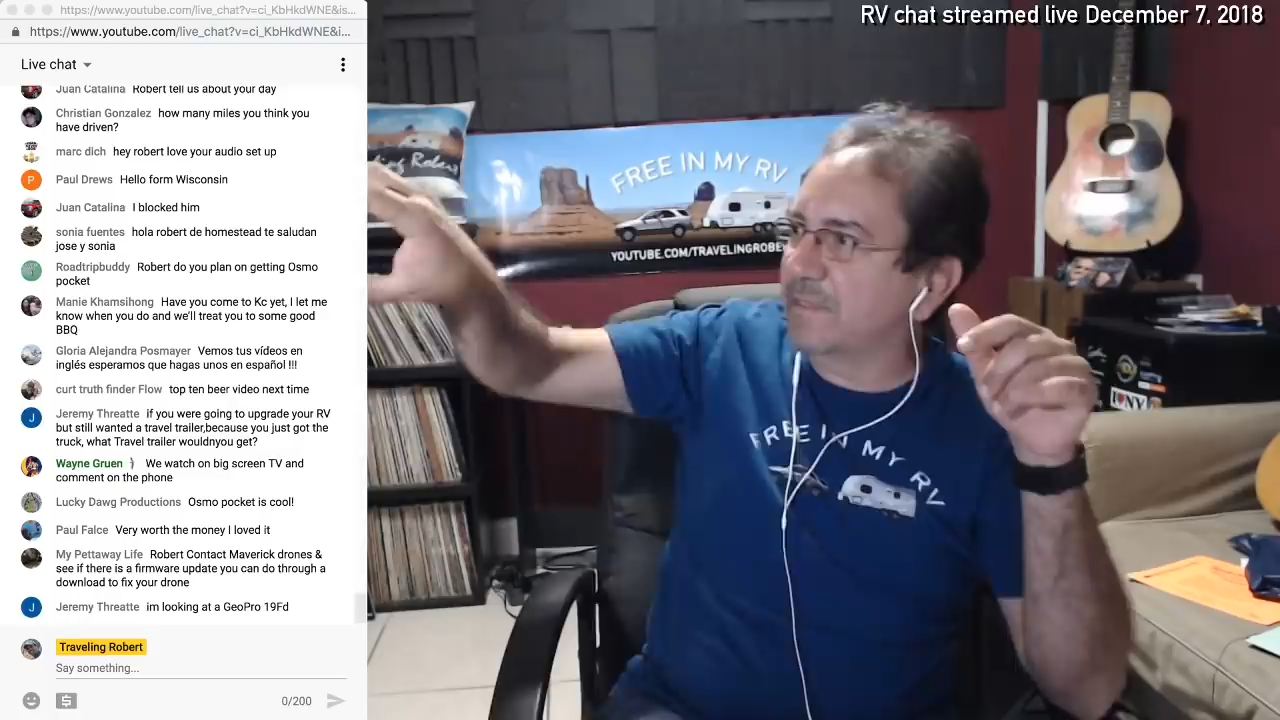 https://www.youtube.com/live_chat?v=ci_KbHkdWNE&is...
https://www.youtube.com/live_chat?v=ci_KbHkdWNE&i...
RV chat streamed live December 7, 2018
Live chat
Juan Catalina Robert tell us about your day
Christian Gonzalez how many miles you think you
have driven?
marc dich hey robert love your audio set up
Paul Drews Hello form Wisconsin
P
Juan Catalina I blocked him
sonia fuentes hola robert de homestead te saludan
jose y sonia
Roadtripbuddy Robert do you plan on getting Osmo
pocket
Manie Khamsihong Have you come to Kc yet, I let me
know when you do and we'll treat you to some good
BBQ
Gloria Alejandra Posmayer Vemos tus vídeos en
inglés esperamos que hagas unos en español !!!
curt truth finder Flow top ten beer video next time
Jeremy Threatte if you were going to upgrade your RV
J
but still wanted a travel trailer,because you just got the
truck, what Travel trailer wouldnyou get?
Wayne Gruen We watch on big screen TV and
comment on the phone
Lucky Dawg Productions Osmo pocket is cool!
Paul Falce Very worth the money I loved it
My Pettaway Life Robert Contact Maverick drones &
see if there is a firmware update you can do through a
download to fix your drone
J
Jeremy Threatte im looking at a GeoPro 19Fd
Traveling Robert
Say something...
0/200
FREE IN MY RV
YOUTUBE.COM/TRAVELINGROBE
FREE IN MY RV
I NY